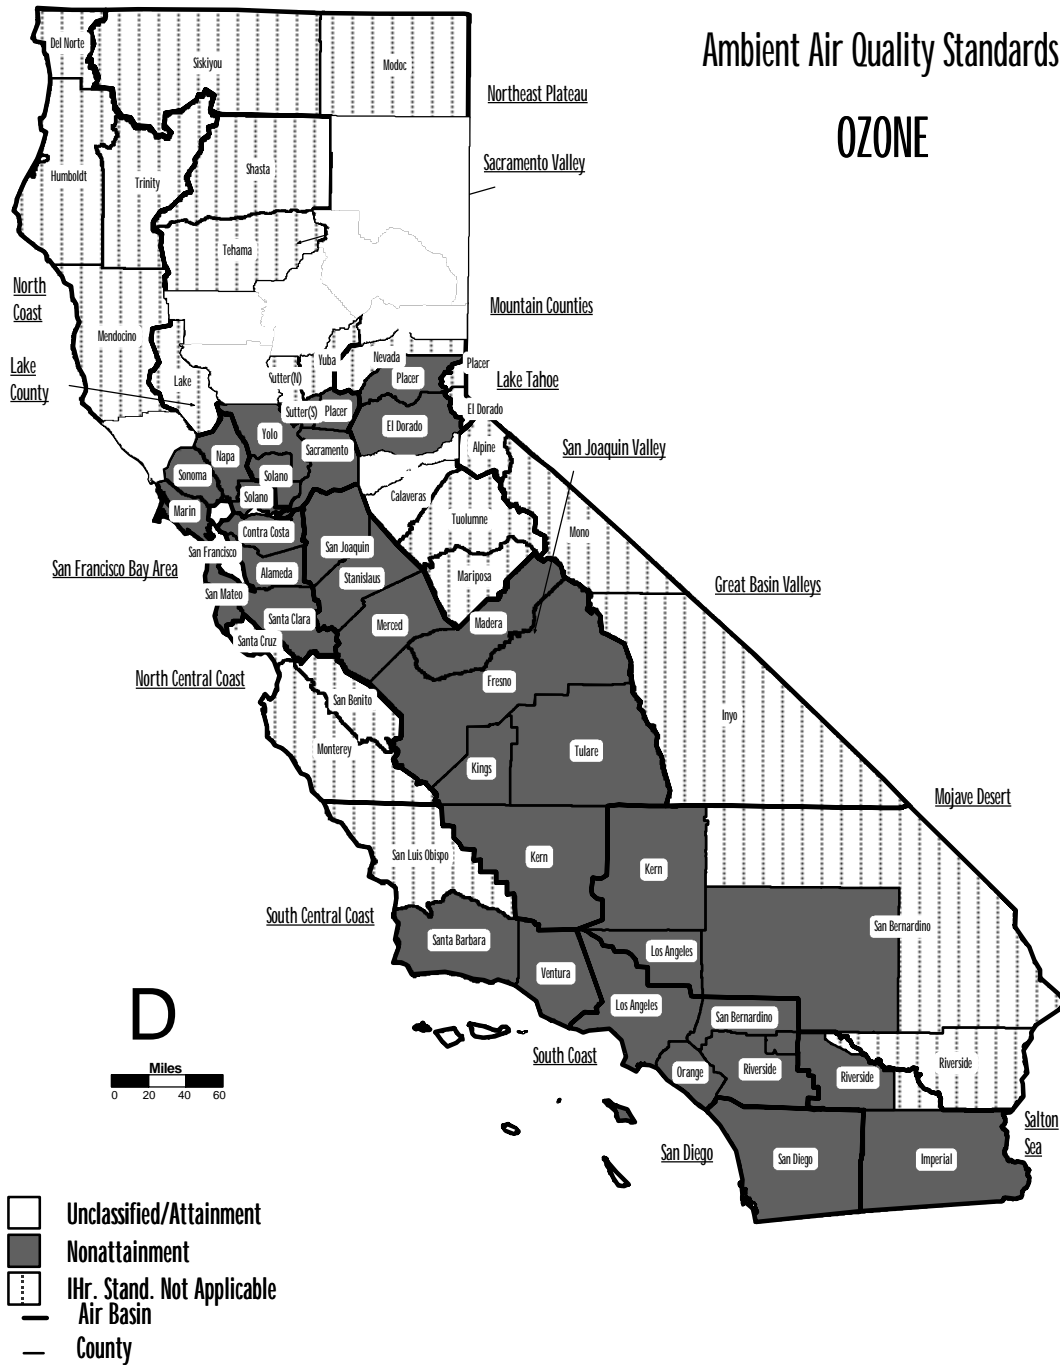 Ambient Air Quality Standards
OZONE
Del Norte
Siskiyou
Modoc
Northeast Plateau
Sacramento Valley
Humboldt
Trinity
Shasta
Tehama
North
Coast
Mountain Counties
Mendocino
Lake
County
Lake
Yuba
Nevada
Placer
Sutter(N)
Placer
Lake Tahoe
Sutter(S)
Placer
El Dorado
El Dorado
Yolo
Napa
Sacramento
Alpine
San Joaquin Valley
Sonoma
Solano
Solano
Calaveras
Marin
Tuolumne
Contra Costa
Mono
San Francisco
San Joaquin
San Francisco Bay Area
Alameda
Stanislaus
Mariposa
Great Basin Valleys
San Mateo
Santa Clara
Merced
Madera
Santa Cruz
North Central Coast
Fresno
San Benito
Inyo
Monterey
Tulare
Kings
Mojave Desert
San Luis Obispo
Kern
Kern
South Central Coast
San Bernardino
Santa Barbara
Los Angeles
Ventura
Los Angeles
San Bernardino
D
South Coast
Miles
0 20 40 60
Orange
Riverside
Riverside
Riverside
Salton
Sea
San Diego
San Diego
Imperial
Unclassified/Attainment
Nonattainment
IHr. Stand. Not Applicable
Air Basin
County